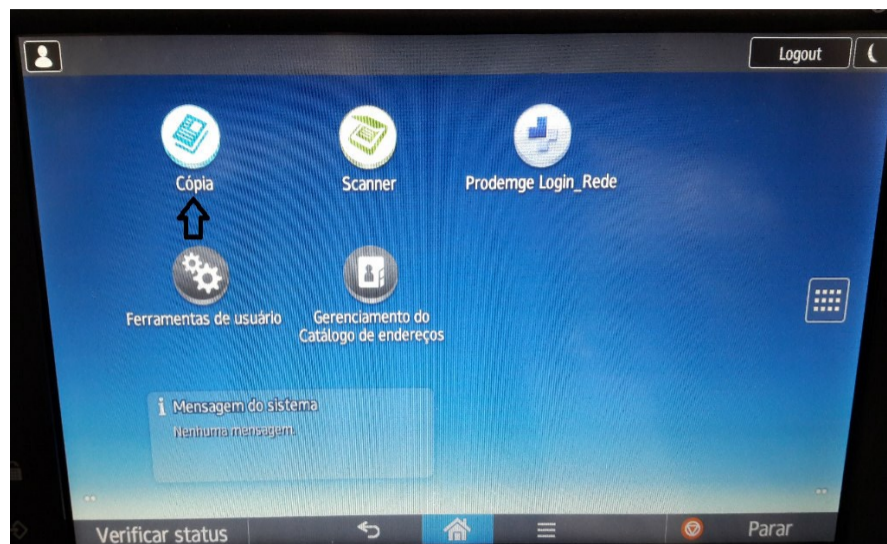 Logout
Cópia
Scanner
Prodemge Login_Rede
Ferramentas de usuário
Gerenciamento do
Catálogo de endereços
Mensagem do sistema
Nenhuma mensagem.
Verificar status
Parar